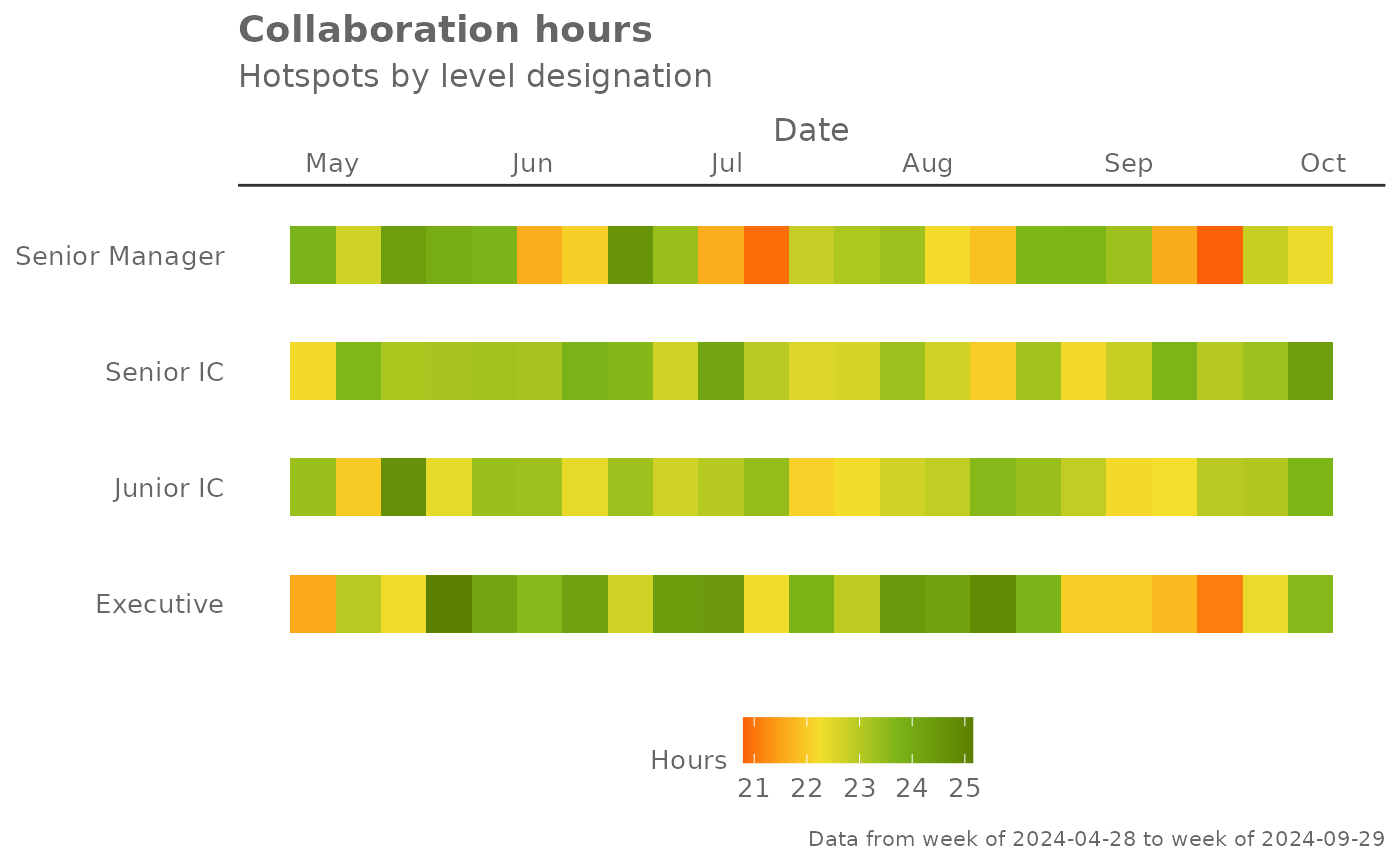 Collaboration hours
Hotspots by level designation
Date
May Jun Jul Aug Sep Oct
Senior Manager
Senior IC
Junior IC
Executive
Hours
21 22 23 24 25
Data from week of 2024-04-28 to week of 2024-09-29